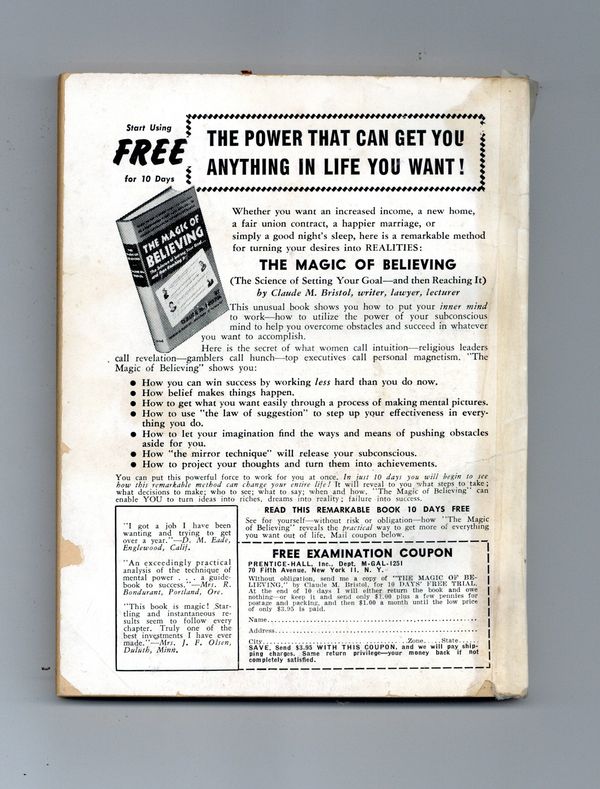 Start Using
FREE
for 10 Days
THE POWER THAT CAN GET YOU
ANYTHING IN LIFE YOU WANT!
THE MAGIC OF
BELIEVING
Whether you want an increased income, a new home,
a fair union contract, a happier marriage, or
simply a good night's sleep, here is a remarkable method
for turning your desires into REALITIES:
THE MAGIC OF BELIEVING
(The Science of Setting Your Goal—and then Reaching It)
by Claude M. Bristol, writer, lawyer, lecturer
This unusual book shows you how to put your inner mind
to work—how to utilize the power of your subconscious
mind to help you overcome obstacles and succeed in whatever
you want to accomplish.
Here is the secret of what women call intuition—religious leaders
call revelation—gamblers call hunch—top executives call personal magnetism. "The
Magic of Believing" shows you:
● How you can win success by working less hard than you do now.
● How belief makes things happen.
● How to get what you want easily through a process of making mental pictures.
● How to use "the law of suggestion" to step up your effectiveness in every-
thing you do.
● How to let your imagination find the ways and means of pushing obstacles
aside for you.
● How "the mirror technique" will release your subconscious.
● How to project your thoughts and turn them into achievements.
You can put this powerful force to work for you at once. In just 10 days you will begin to see
how this remarkable method can change your entire life! It will reveal to you what steps to take;
what decisions to make; who to see; what to say; when and how. "The Magic of Believing" can
enable YOU to turn ideas into riches, dreams into reality; failure into success.
READ THIS REMARKABLE BOOK 10 DAYS FREE
See for yourself—without risk or obligation—how "The Magic
of Believing" reveals the practical way to get more of everything
you want out of life. Mail coupon below.
"I got a job I have been
wanting and trying to get
over a year."—D. M. Eade,
Englewood, Calif.
"An exceedingly practical
analysis of the technique of
mental power . . . a guide-
book to success."—Mrs. R.
Bondurant, Portland, Ore.
"This book is magic! Star-
tling and instantaneous re-
sults seem to follow every
chapter. Truly one of the
best investments I have ever
made."—Mrs. J. F. Olsen,
Duluth, Minn.
FREE EXAMINATION COUPON
PRENTICE-HALL, Inc., Dept. M-GAL-1251
70 Fifth Avenue, New York 11, N. Y.
Without obligation, send me a copy of "THE MAGIC OF BE-
LIEVING," by Claude M. Bristol, for 10 DAYS' FREE TRIAL.
At the end of 10 days I will either return the book and owe
nothing—or keep it and send only $1.00 plus a few pennies for
postage and packing, and then $1.00 a month until the low price
of only $3.95 is paid.
Name
Address
City Zone State
SAVE. Send $3.95 WITH THIS COUPON, and we will pay ship-
ping charges. Same return privilege—your money back if not
completely satisfied.